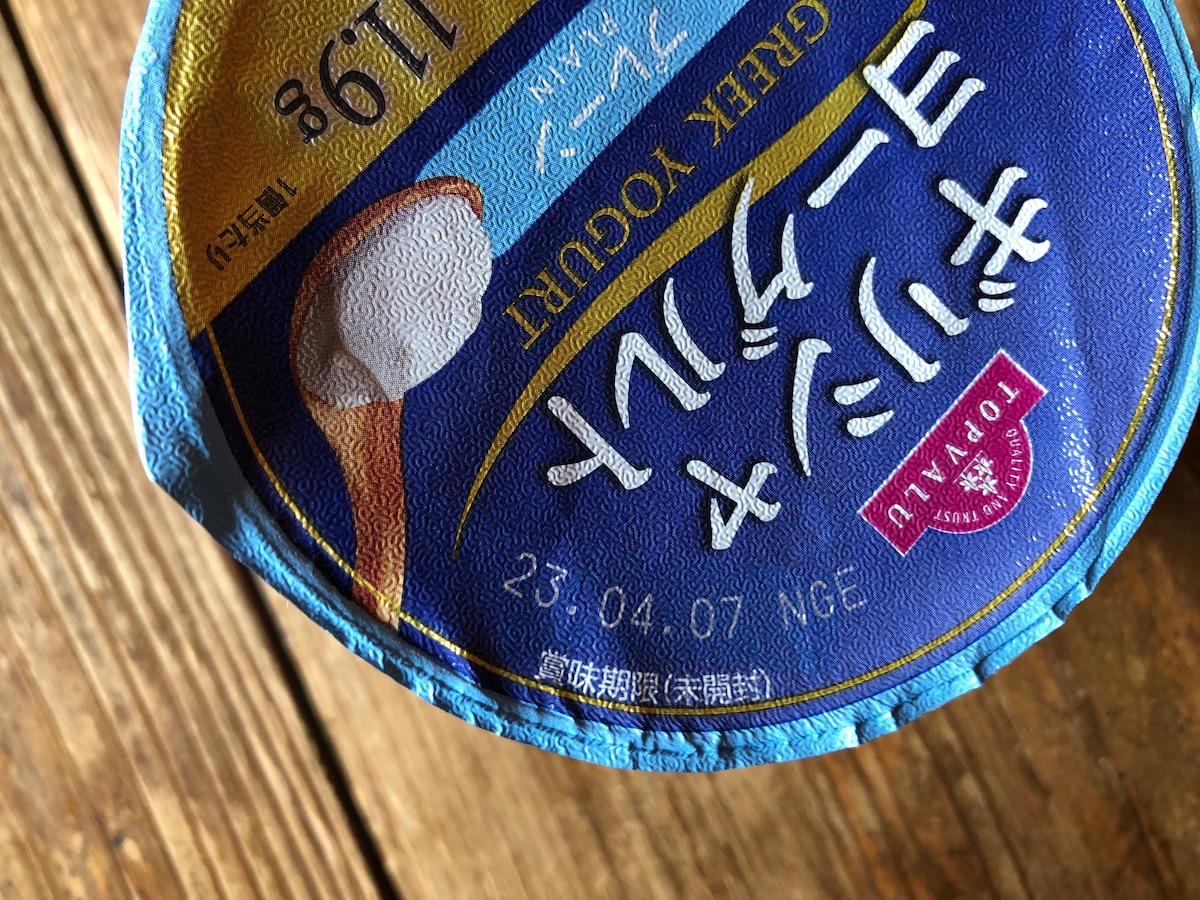 TOPVALU
QUALITY AND TRUST
ギリシャ
ヨーグルト
GREEK YOGURT
プレーン
PLAIN
11.9g
1個当たり
23.04.07 NGE
賞味期限(未開封)